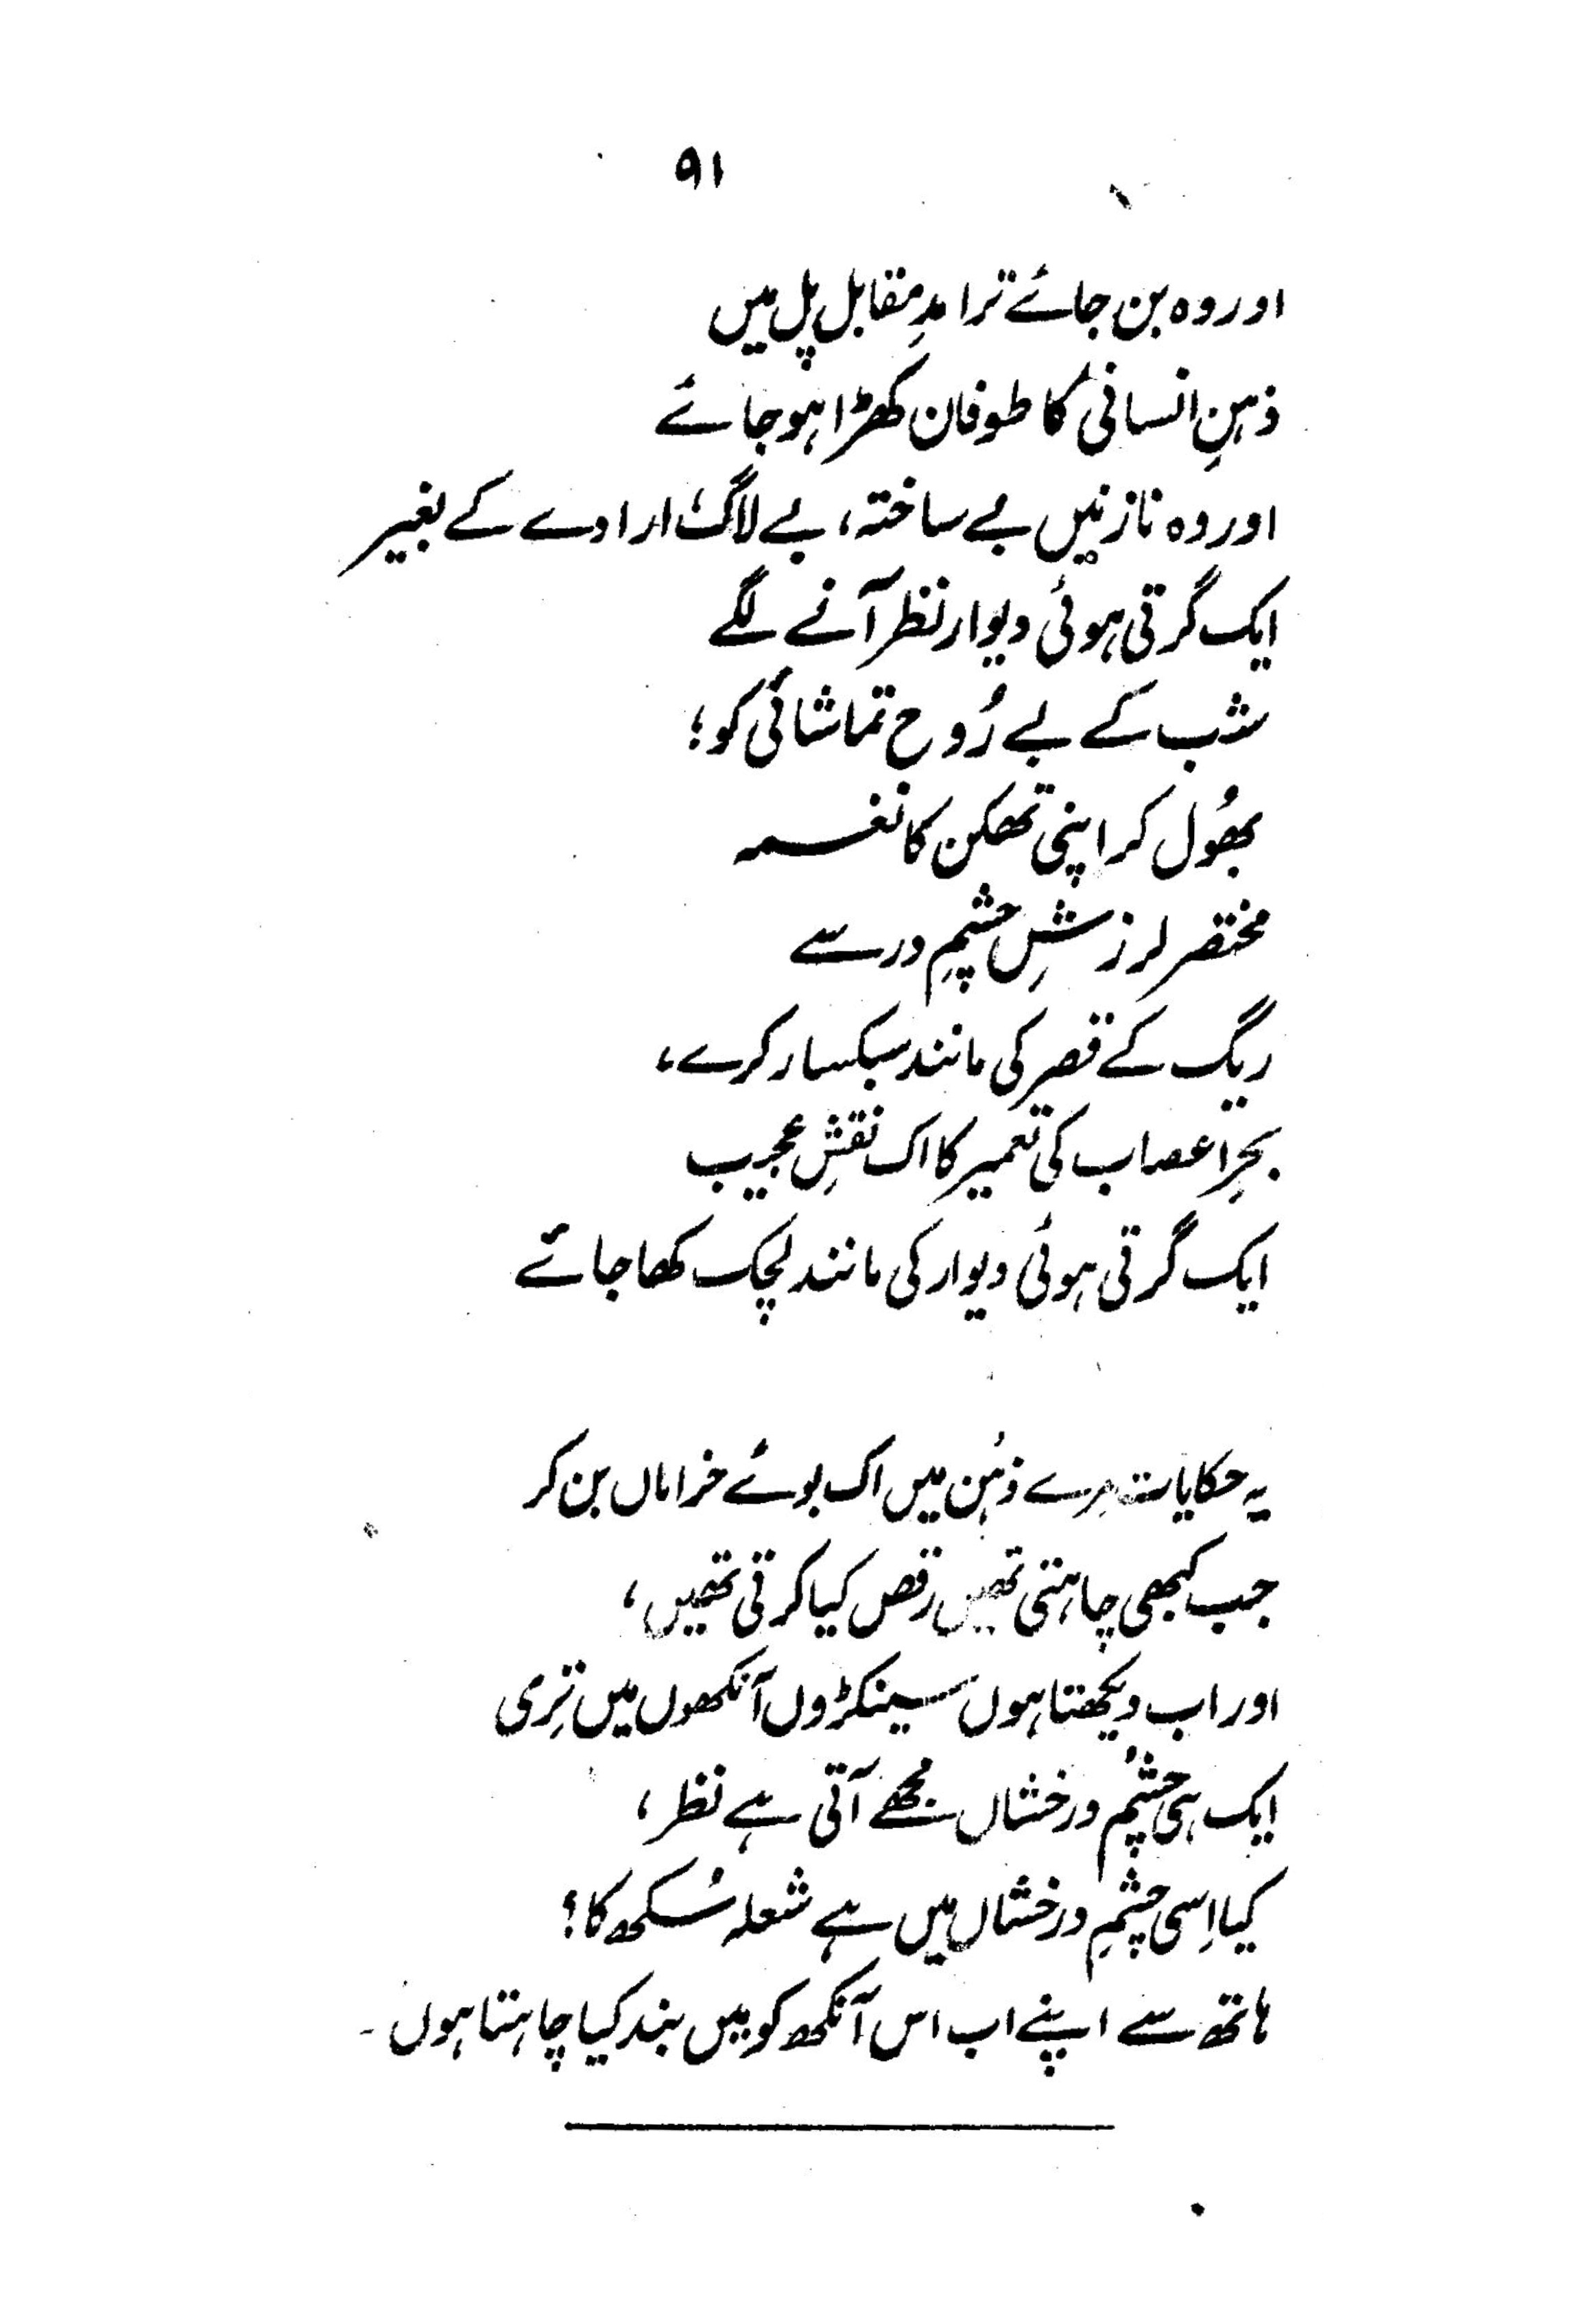 ۹۱
اور وہ بن جائے ترا مدِ مقابل پل میں
ذہنِ انسانی کا طوفان کھڑا ہو جائے
اور وہ نازنیں بے ساختہ، بے لاگ ارادے کے بغیر
ایک گرتی ہوئی دیوار نظر آنے لگے
شب کے بے رُوح تماشائی کو؛
بھُول کر اپنی تھکن کا نغمہ
مختصر لرزشِ چشمِ در سے
ریگ کے قصر کی مانند سبکسار کرے،
بحرِ اعصاب کی تعمیر کا اک نقشِ عجیب
ایک گرتی ہوئی دیوار کی مانند لچک کھا جائے
یہ حکایات مرے ذہن میں اک بوئے خراماں بن کر
جب کبھی چاہتی تھیں رقص کیا کرتی تھیں،
اور اب دیکھتا ہوں سینکڑوں آنکھوں میں تِری
ایک ہی چشمِ درخشاں مجھے آتی ہے نظر،
کیا اِسی چشمِ درخشاں میں ہے شعلہ سُکھ کا؟
ہاتھ سے اپنے اب اس آنکھ کو میں بند کیا چاہتا ہوں۔